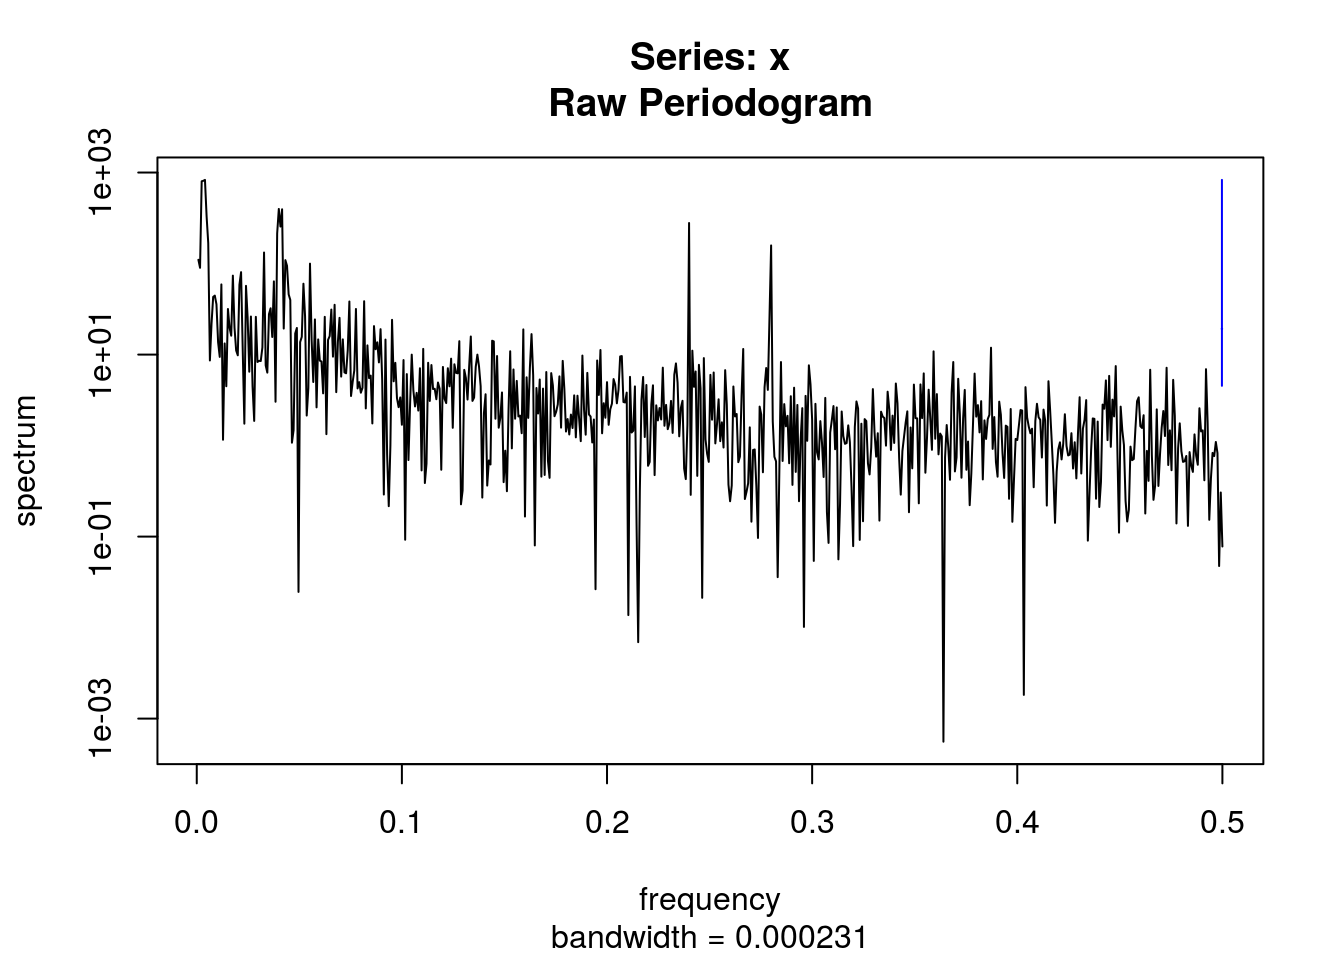 Series: x
Raw Periodogram
1e+03
1e+01
1e-01
1e-03
spectrum
0.0 0.1 0.2 0.3 0.4 0.5
frequency
bandwidth = 0.000231